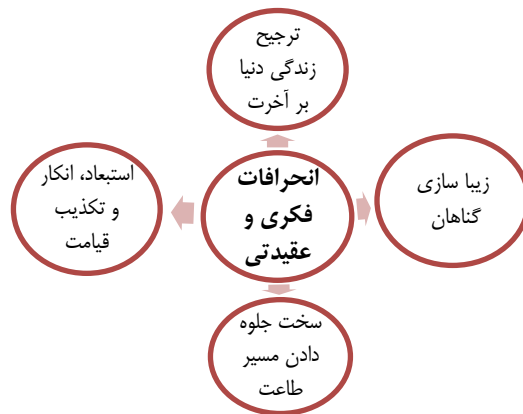 ترجیح
زندگی دنیا
بر آخرت
انحرافات
فکری و
عقیدتی
زیبا سازی
گناهان
استبعاد، انکار
و تکذیب
قیامت
سخت جلوه
دادن مسیر
طاعت